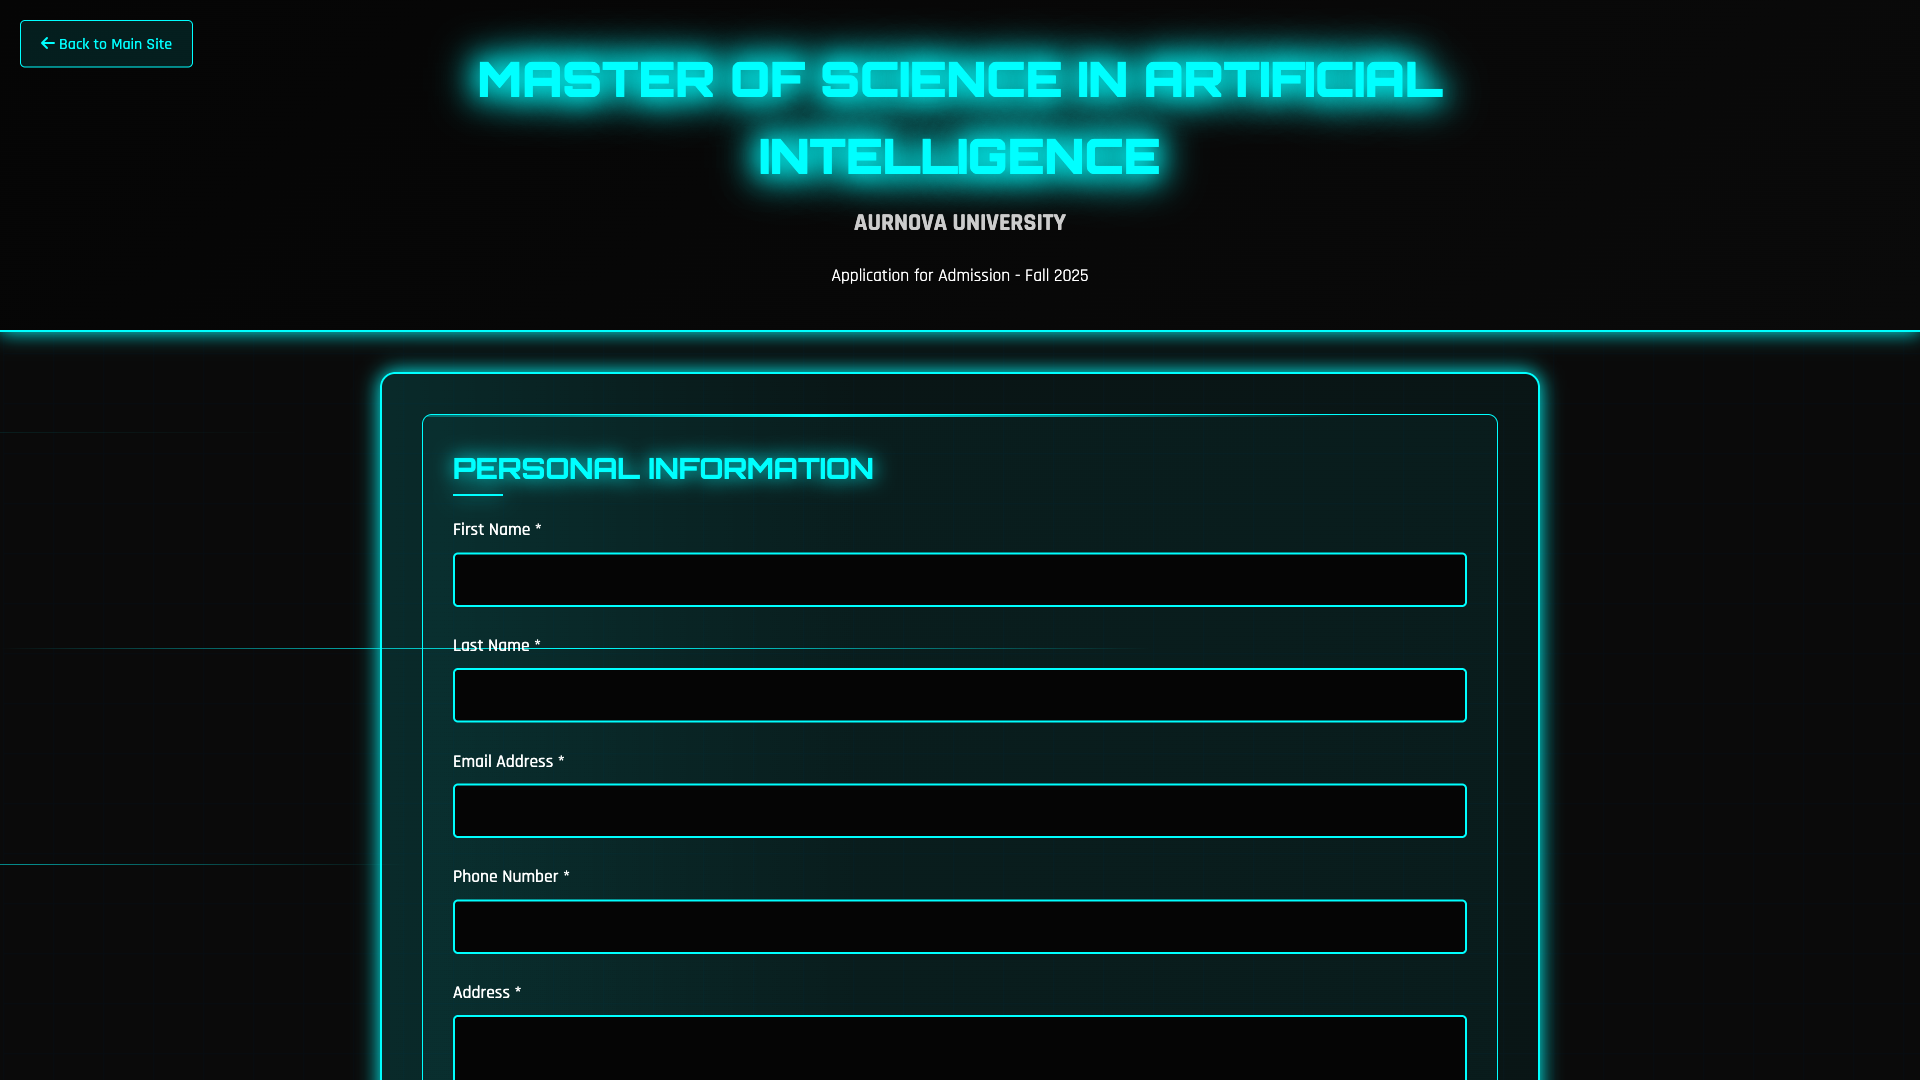 Back to Main Site
MASTER OF SCIENCE IN ARTIFICIAL
INTELLIGENCE
AURNOVA UNIVERSITY
Application for Admission - Fall 2025
PERSONAL INFORMATION
First Name *
Last Name *
Email Address *
Phone Number *
Address *